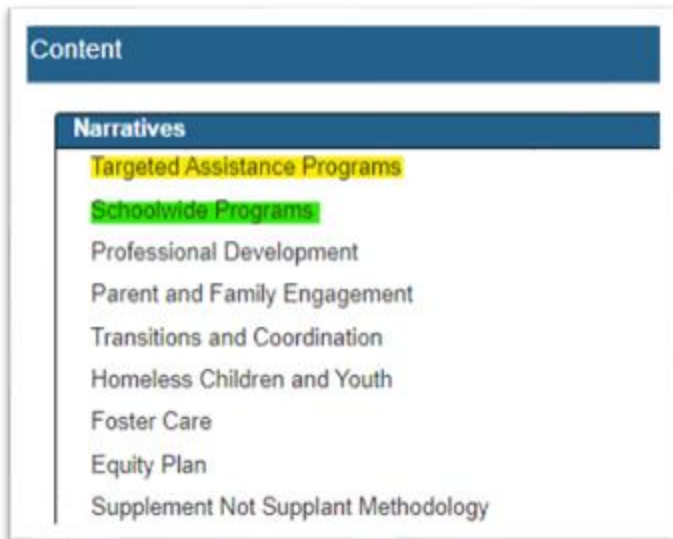 Content
Narratives
Targeted Assistance Programs
Schoolwide Programs
Professional Development
Parent and Family Engagement
Transitions and Coordination
Homeless Children and Youth
Foster Care
Equity Plan
Supplement Not Supplant Methodology